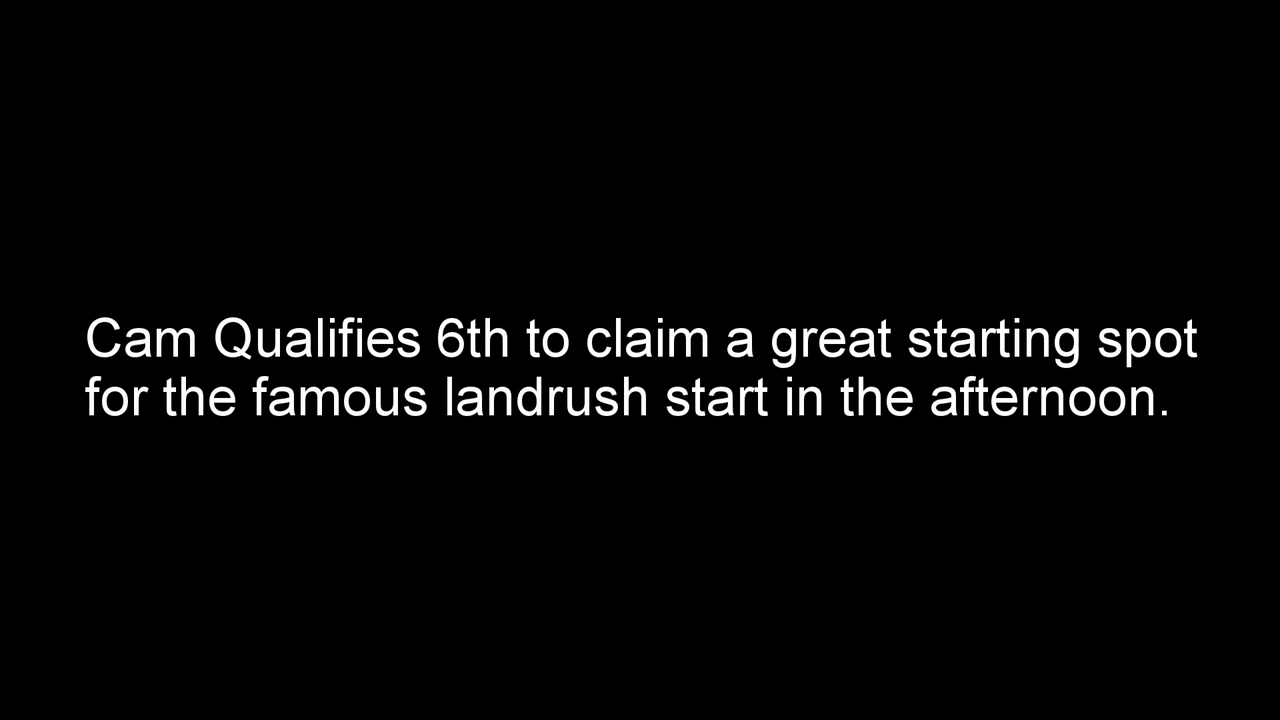 Cam Qualifies 6th to claim a great starting spot
for the famous landrush start in the afternoon.